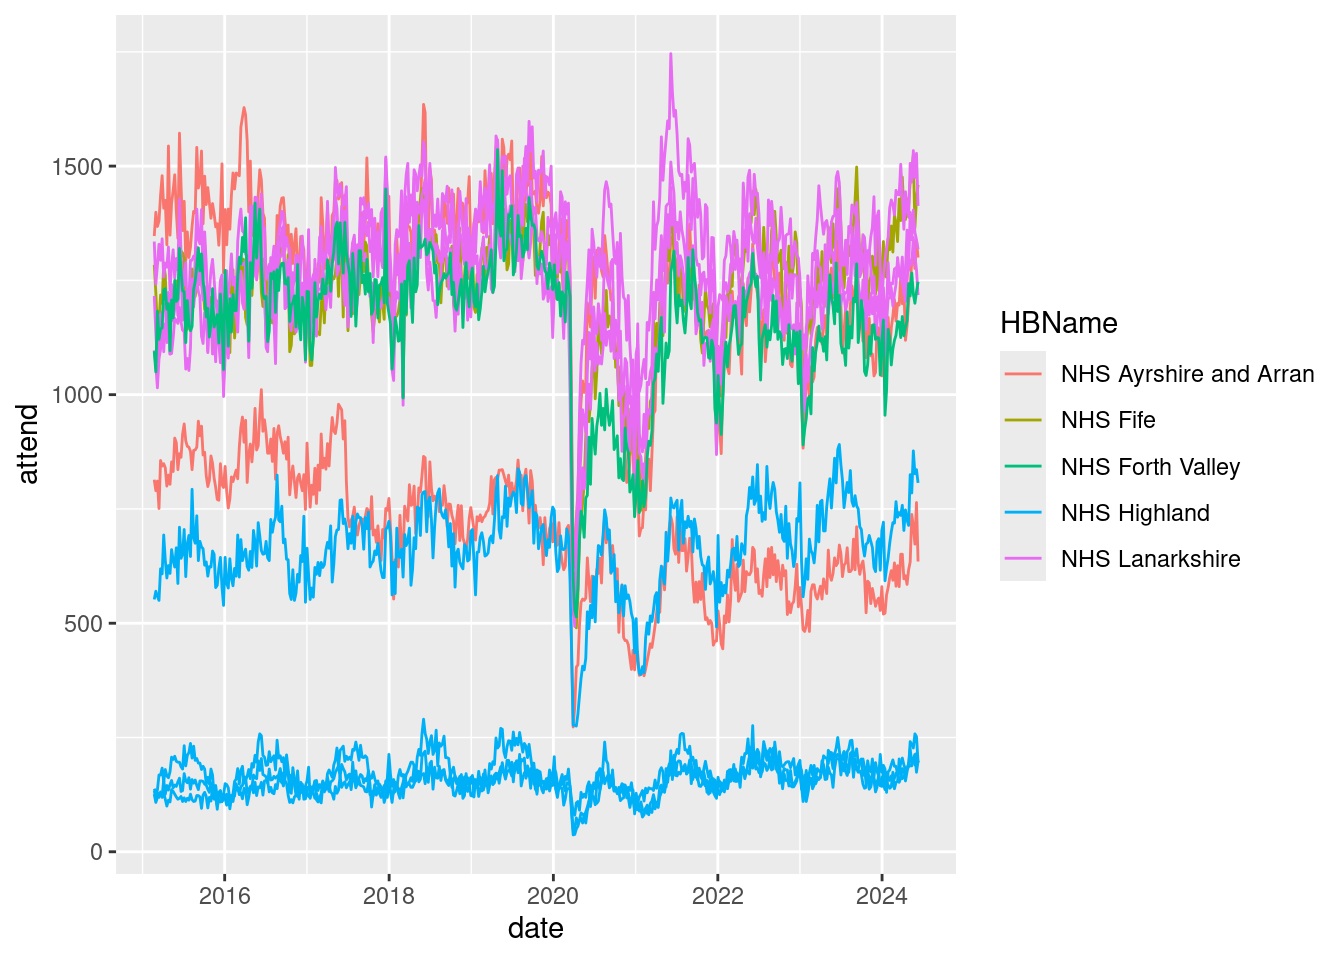 1500
1000
500
0
attend
2016 2018 2020 2022 2024
date
HBName
NHS Ayrshire and Arran
NHS Fife
NHS Forth Valley
NHS Highland
NHS Lanarkshire